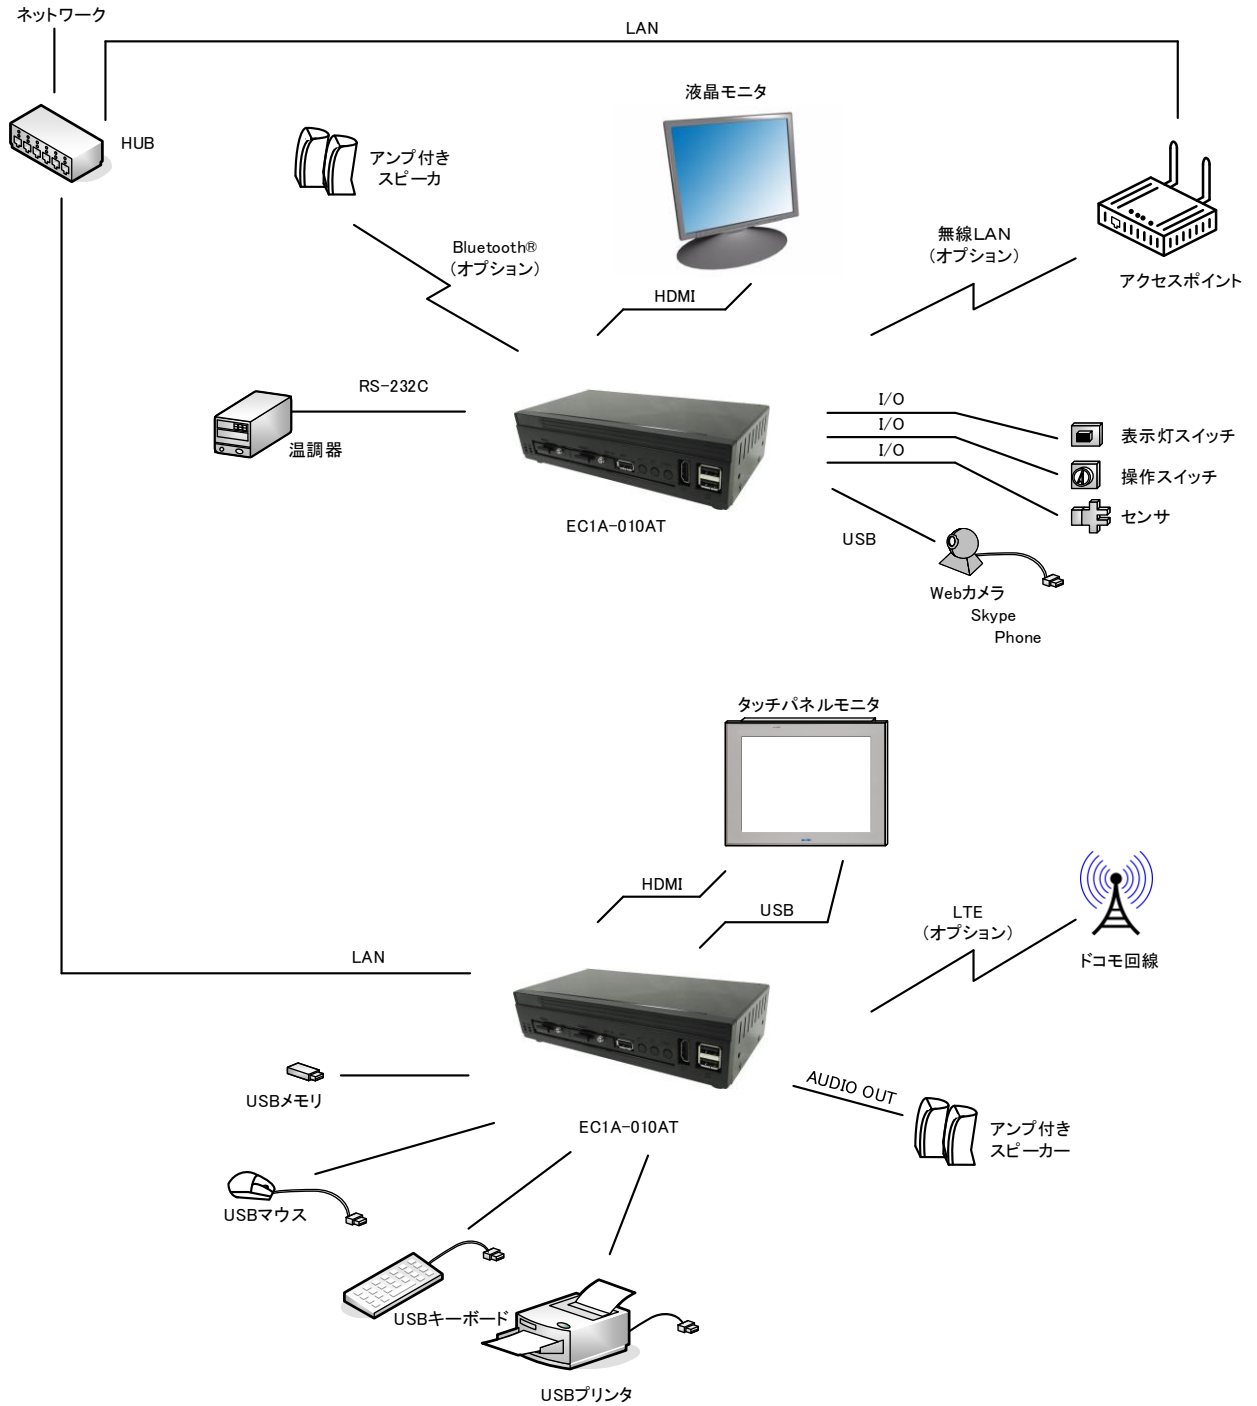 ネットワーク
LAN
HUB
液晶モニタ
アンプ付き
スピーカ
Bluetooth®
(オプション)
無線LAN
(オプション)
アクセスポイント
HDMI
RS-232C
温調器
I/O
I/O
I/O
表示灯スイッチ
操作スイッチ
センサ
EC1A-010AT
USB
Webカメラ
Skype
Phone
タッチパネルモニタ
HDMI
USB
LTE
(オプション)
ドコモ回線
LAN
USBメモリ
AUDIO OUT
EC1A-010AT
アンプ付き
スピーカー
USBマウス
USBキーボード
USBプリンタ